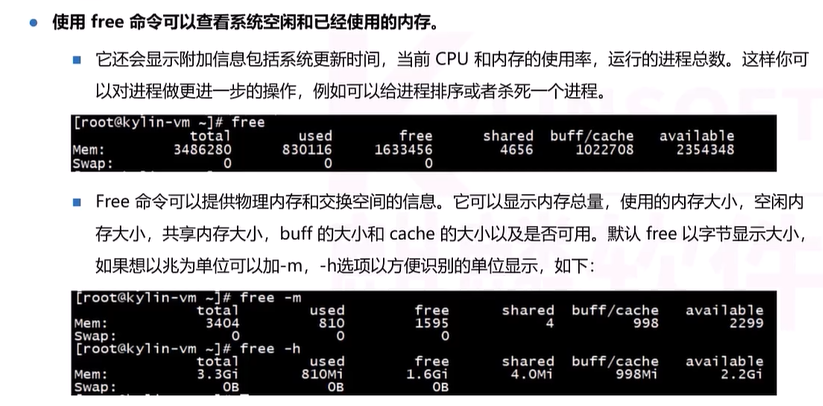 使用 free 命令可以查看系统空闲和已经使用的内存。
它还会显示附加信息包括系统更新时间，当前 CPU 和内存的使用率，运行的进程总数。这样你可
以对进程做更进一步的操作，例如可以给进程排序或者杀死一个进程。
[root@kylin-vm ~]# free
total used free shared buff/cache available
Mem: 3486280 830116 1633456 4656 1022708 2354348
Swap: 0 0 0
Free 命令可以提供物理内存和交换空间的信息。它可以显示内存总量，使用的内存大小，空闲内
存大小，共享内存大小，buff 的大小和 cache 的大小以及是否可用。默认 free 以字节显示大小，
如果想以兆为单位可以加-m，-h选项以方便识别的单位显示，如下：
[root@kylin-vm ~]# free -m
total used free shared buff/cache available
Mem: 3404 810 1595 4 998 2299
Swap: 0 0 0
[root@kylin-vm ~]# free -h
total used free shared buff/cache available
Mem: 3.3Gi 810Mi 1.6Gi 4.0Mi 998Mi 2.2Gi
Swap: 0B 0B 0B